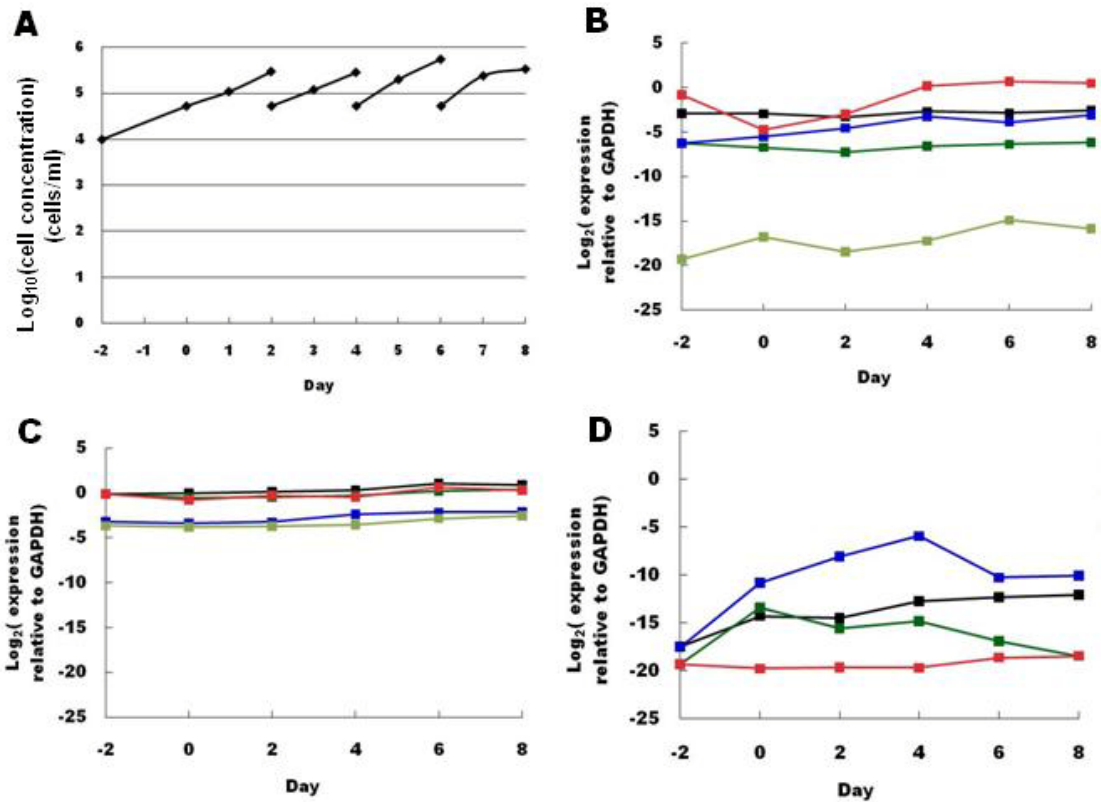 A
Log10(cell concentration)
(cells/ml)
6
5
4
3
2
1
0
-2 -1 0 1 2 3 4 5 6 7 8
Day
B
Log2( expression
relative to GAPDH)
5
0
-5
-10
-15
-20
-25
-2 0 2 4 6 8
Day
C
Log2( expression
relative to GAPDH)
5
0
-5
-10
-15
-20
-25
-2 0 2 4 6 8
Day
D
Log2( expression
relative to GAPDH)
5
0
-5
-10
-15
-20
-25
-2 0 2 4 6 8
Day